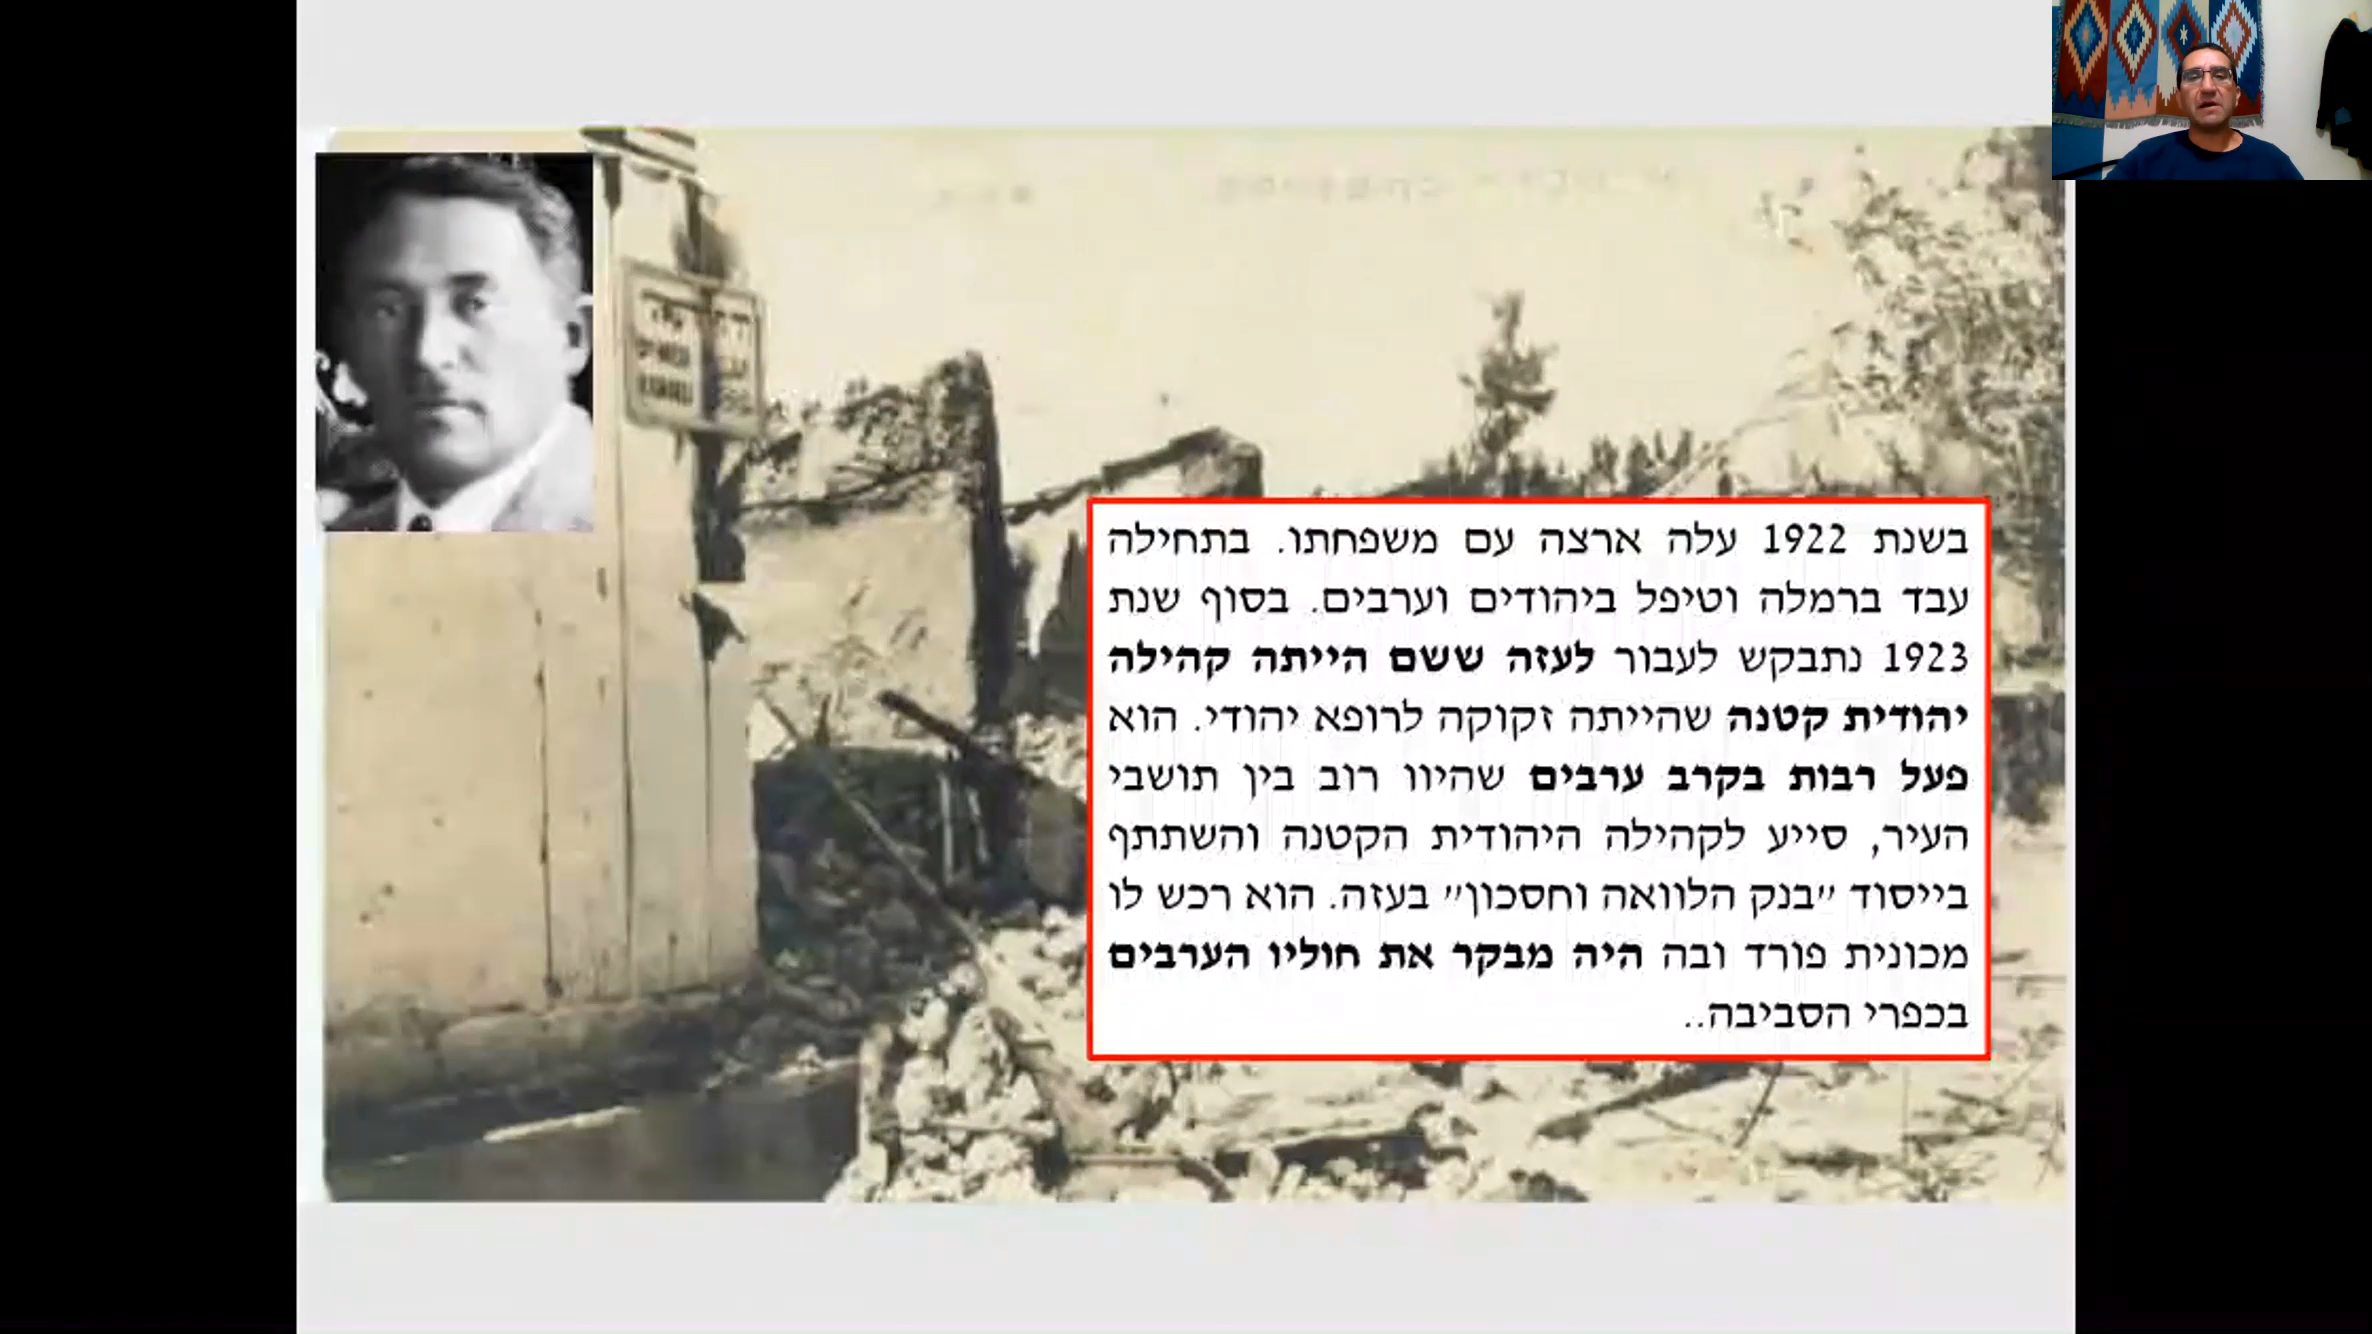 בשנת 1922 עלה ארצה עם משפחתו. בתחילה
עבד ברמלה וטיפל ביהודים וערבים. בסוף שנת
1923 נתבקש לעבור לעזה ששם הייתה קהילה
יהודית קטנה שהייתה זקוקה לרופא יהודי. הוא
פעל רבות בקרב ערבים שהיוו רוב בין תושבי
העיר, סייע לקהילה היהודית הקטנה והשתתף
בייסוד "בנק הלוואה וחסכון" בעזה. הוא רכש לו
מכונית פורד ובה היה מבקר את חוליו הערבים
בכפרי הסביבה..